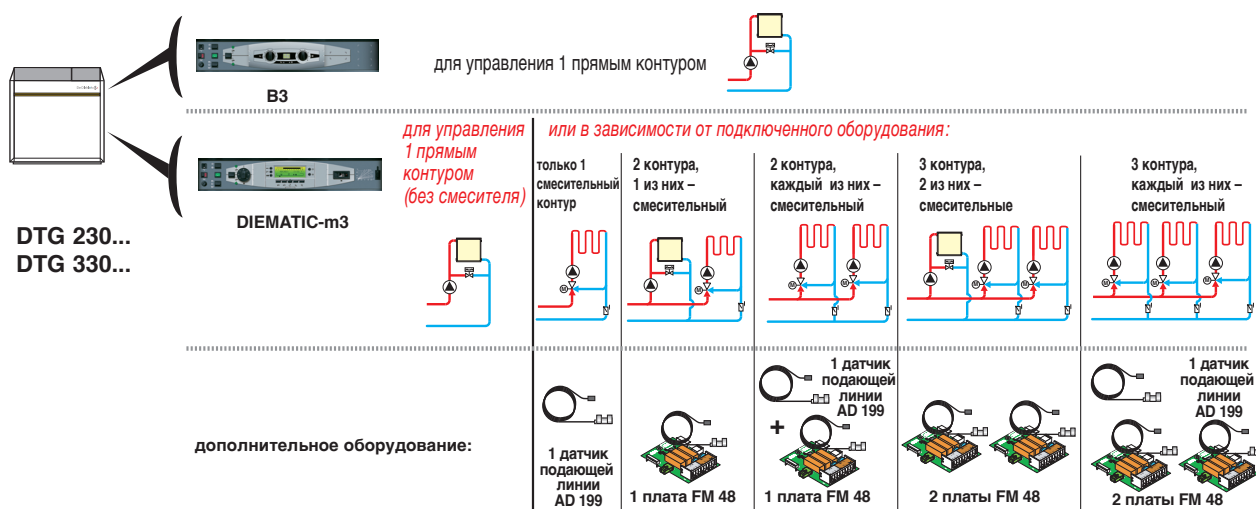 для управления 1 прямым контуром
B3
для управления
1 прямым
контуром
(без смесителя)
или в зависимости от подключенного оборудования:
только 1
смесительный
контур
2 контура,
1 из них –
смесительный
2 контура,
каждый из них –
смесительный
3 контура,
2 из них –
смесительные
3 контура,
каждый из них –
смесительный
DIEMATIC-m3
DTG 230...
DTG 330...
M
M
M
M
M
M
M
M
M
дополнительное оборудование:
1 датчик
подающей
линии
AD 199
1 плата FM 48
1 датчик
подающей
линии
AD 199
+
1 плата FM 48
2 платы FM 48
1 датчик
подающей
линии
AD 199
2 платы FM 48